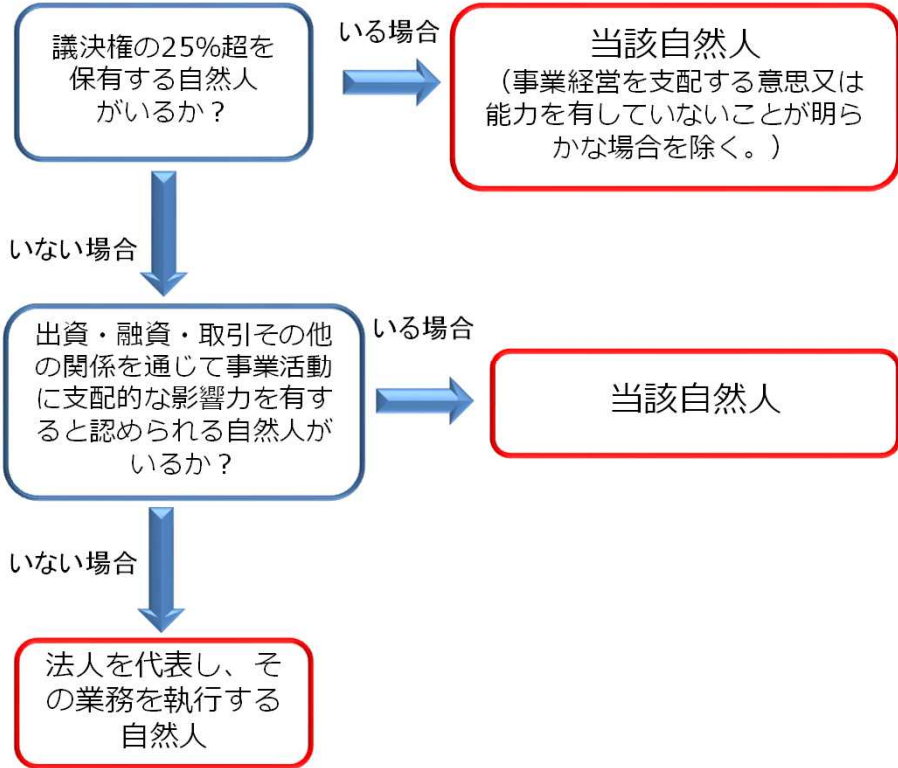 議決権の25%超を
保有する自然人
がいるか？
いる場合
当該自然人
（事業経営を支配する意思又は
能力を有していないことが明ら
かな場合を除く。）
いない場合
出資・融資・取引その他
の関係を通じて事業活動
に支配的な影響力を有す
ると認められる自然人が
いるか？
いる場合
当該自然人
いない場合
法人を代表し、そ
の業務を執行する
自然人